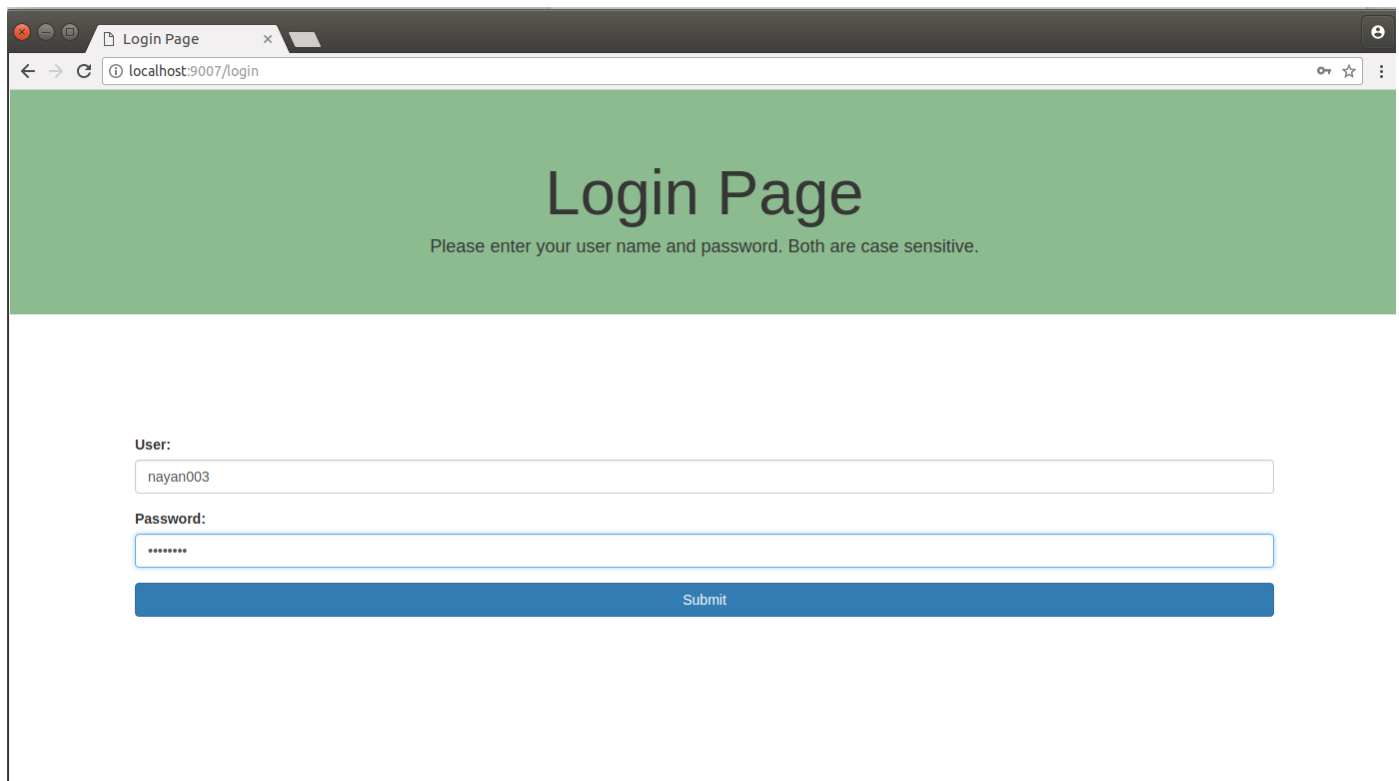 Login Page
localhost:9007/login
Login Page
Please enter your user name and password. Both are case sensitive.
User:
nayan003
Password:
••••••••
Submit